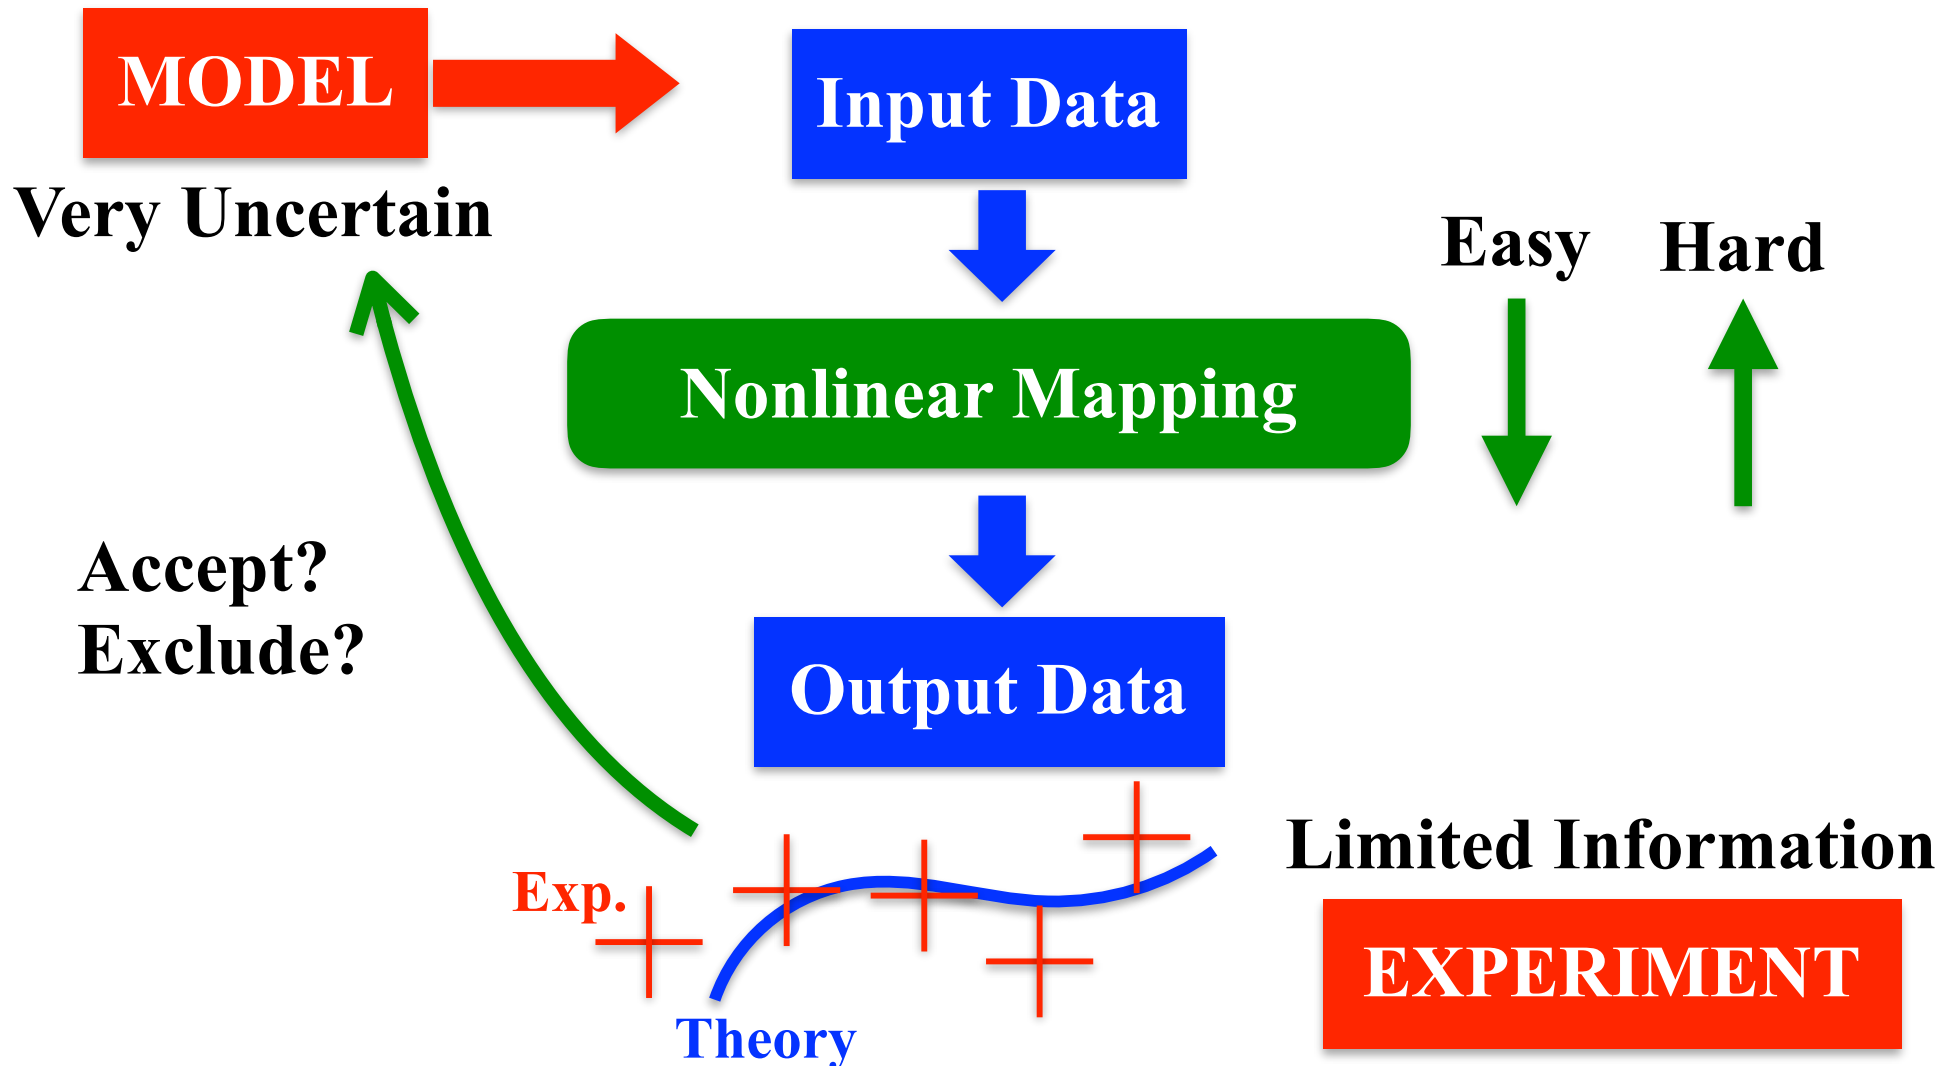 MODEL
Input Data
Very Uncertain
Easy
Hard
Nonlinear Mapping
Accept?
Exclude?
Output Data
Limited Information
Exp.
EXPERIMENT
Theory